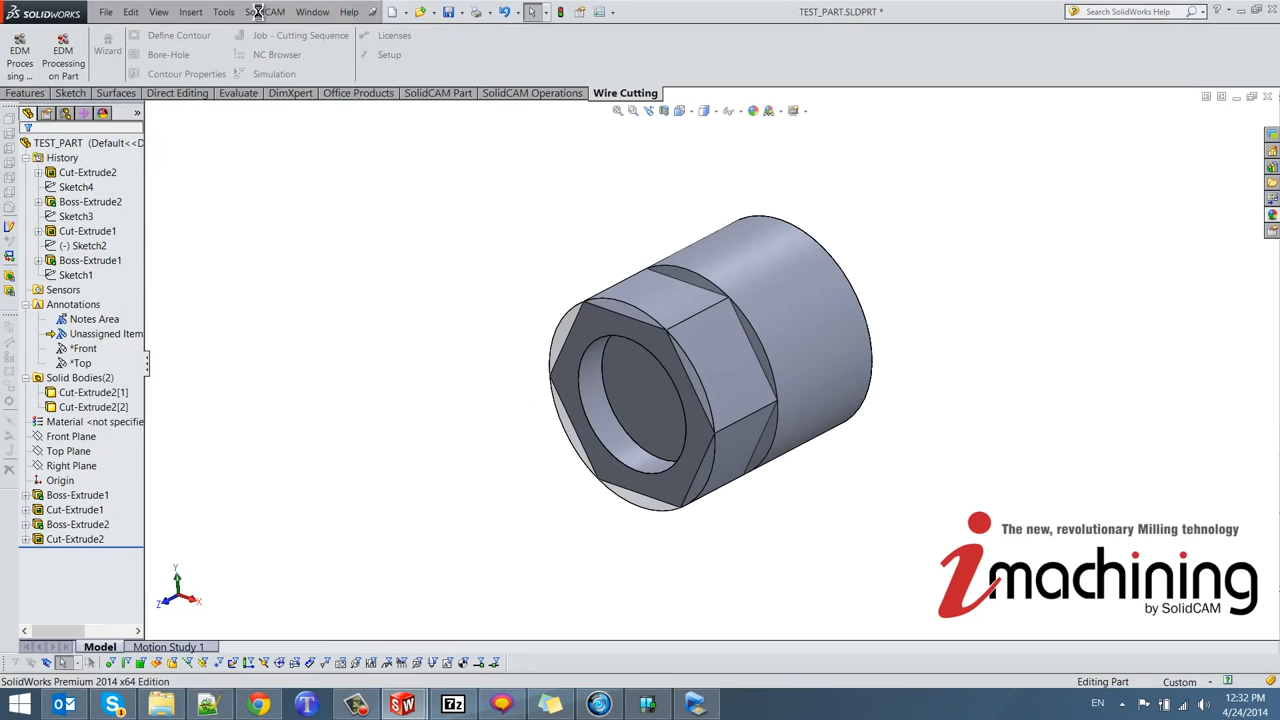 SOLIDWORKS File Edit View Insert Tools SolidCAM Window Help TEST_PART.SLDPRT * Search SolidWorks Help
EDM Proces sing ...
EDM Processing on Part
Wizard
Define Contour
Bore-Hole
Contour Properties
Job - Cutting Sequence
NC Browser
Simulation
Licenses
Setup
Features Sketch Surfaces Direct Editing Evaluate DimXpert Office Products SolidCAM Part SolidCAM Operations Wire Cutting
TEST_PART (Default<<D
History
Cut-Extrude2
Sketch4
Boss-Extrude2
Sketch3
Cut-Extrude1
(-) Sketch2
Boss-Extrude1
Sketch1
Sensors
Annotations
Notes Area
Unassigned Item
*Front
*Top
Solid Bodies(2)
Cut-Extrude2[1]
Cut-Extrude2[2]
Material <not specifie
Front Plane
Top Plane
Right Plane
Origin
Boss-Extrude1
Cut-Extrude1
Boss-Extrude2
Cut-Extrude2
Y
Z X
The new, revolutionary Milling tehnology
imachining
by SolidCAM
Model Motion Study 1
SolidWorks Premium 2014 x64 Edition Editing Part Custom
EN 12:32 PM
4/24/2014